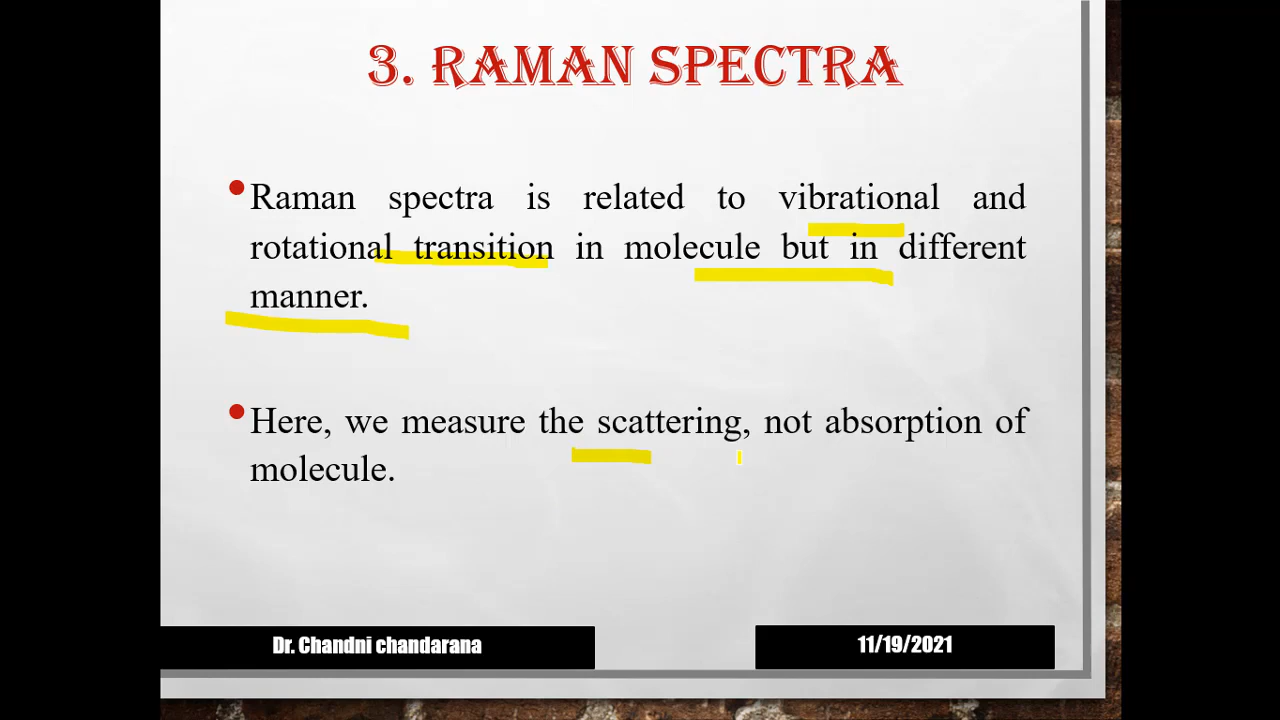 3. RAMAN SPECTRA
Raman spectra is related to vibrational and
rotational transition in molecule but in different
manner.
Here, we measure the scattering, not absorption of
molecule.
Dr. Chandni chandarana
11/19/2021